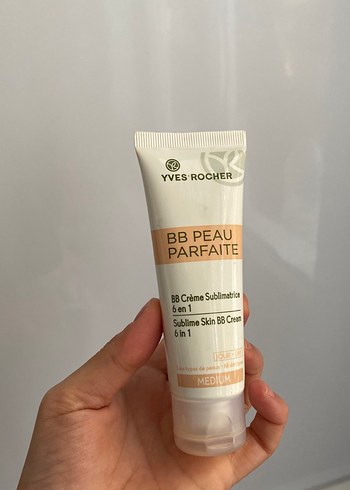 YVES ROCHER
BB PEAU
PARFAITE
BB Crème Sublimatrice
6 en 1
Sublime Skin BB Cream
6 in 1
JOUR
MEDIUM